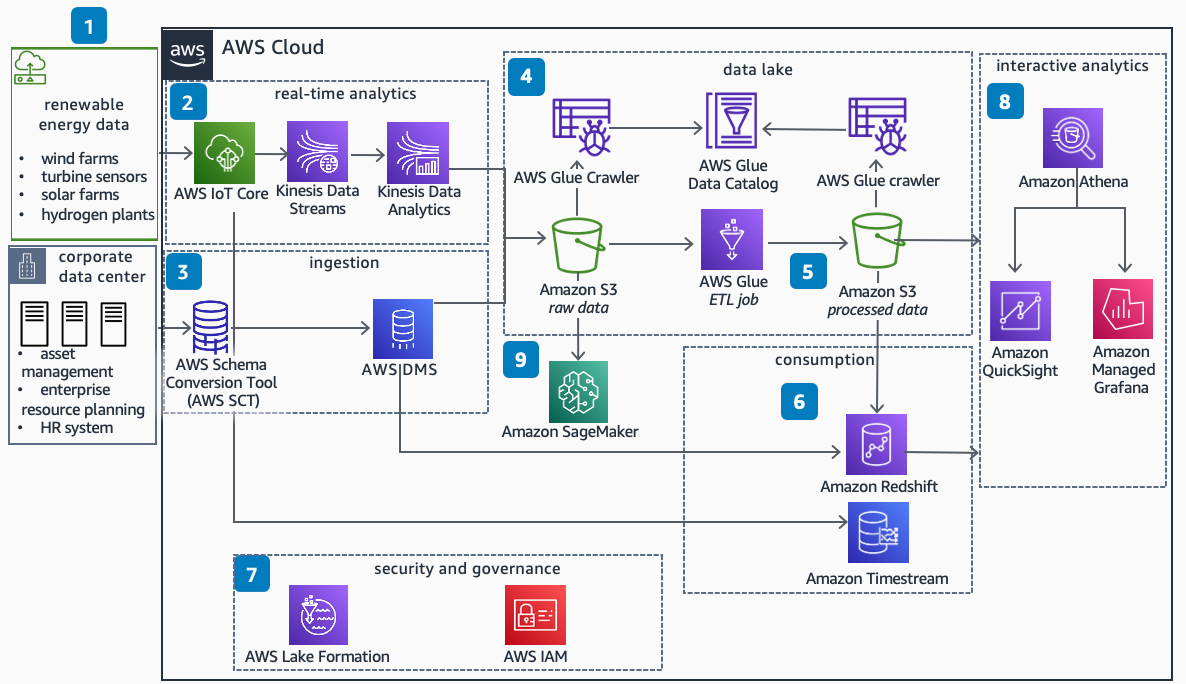 1
renewable
energy data
• wind farms
• turbine sensors
• solar farms
• hydrogen plants
corporate
data center
• asset
management
• enterprise
resource planning
• HR system
aws
AWS Cloud
2
real-time analytics
AWS IoT Core
Kinesis Data
Streams
Kinesis Data
Analytics
3
ingestion
AWS Schema
Conversion Tool
(AWS SCT)
AWS DMS
4
data lake
AWS Glue Crawler
AWS Glue
Data Catalog
AWS Glue crawler
Amazon S3
raw data
AWS Glue
ETL job
5
Amazon S3
processed data
9
Amazon SageMaker
consumption
6
Amazon Redshift
Amazon Timestream
7
security and governance
AWS Lake Formation
AWS IAM
interactive analytics
8
Amazon Athena
Amazon
QuickSight
Amazon
Managed
Grafana